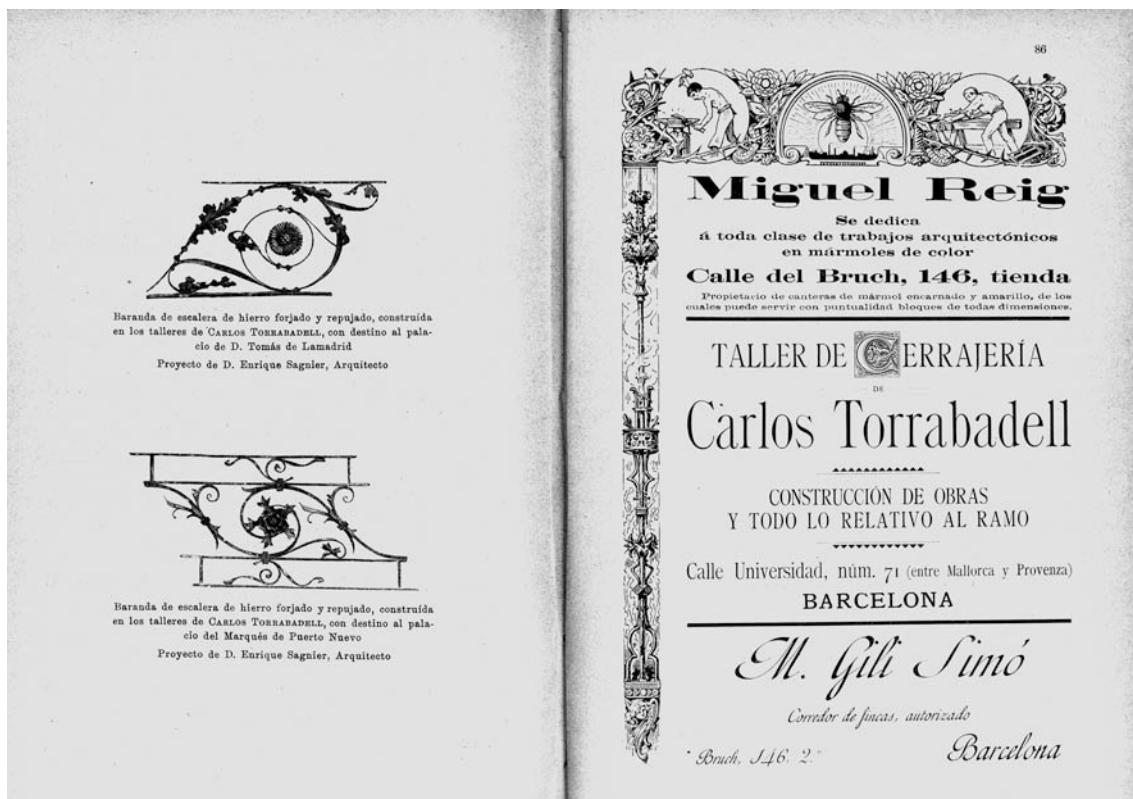 Baranda de escalera de hierro forjado y repujado, construída
en los talleres de CARLOS TORRABADELL, con destino al pala-
cio de D. Tomás de Lamadrid
Proyecto de D. Enrique Sagnier, Arquitecto
Baranda de escalera de hierro forjado y repujado, construída
en los talleres de CARLOS TORRABADELL, con destino al pala-
cio del Marqués de Puerto Nuevo
Proyecto de D. Enrique Sagnier, Arquitecto
86
Miguel Reig
Se dedica
á toda clase de trabajos arquitectónicos
en mármoles de color
Calle del Bruch, 146, tienda
Propietario de canteras de mármol encarnado y amarillo, de los
cuales puede servir con puntualidad bloques de todas dimensiones.
TALLER DE CERRAJERÍA
DE
Carlos Torrabadell
CONSTRUCCIÓN DE OBRAS
Y TODO LO RELATIVO AL RAMO
Calle Universidad, núm. 71 (entre Mallorca y Provenza)
BARCELONA
M. Gili Simó
Corredor de fincas, autorizado
Bruch, 146, 2.º
Barcelona